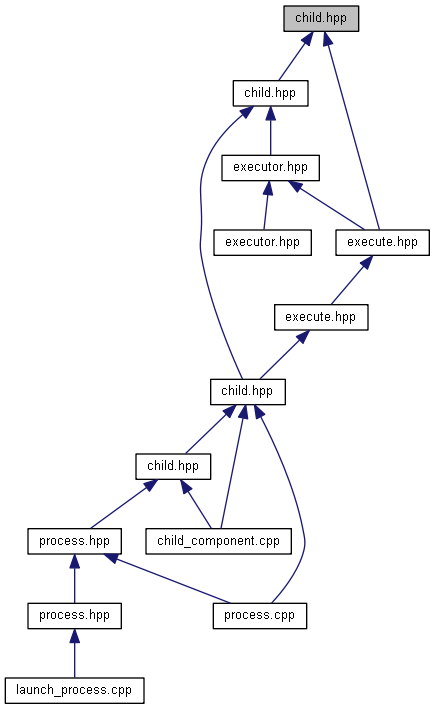 child.hpp
child.hpp
executor.hpp
executor.hpp
execute.hpp
execute.hpp
child.hpp
child.hpp
process.hpp
child_component.cpp
process.hpp
process.cpp
launch_process.cpp